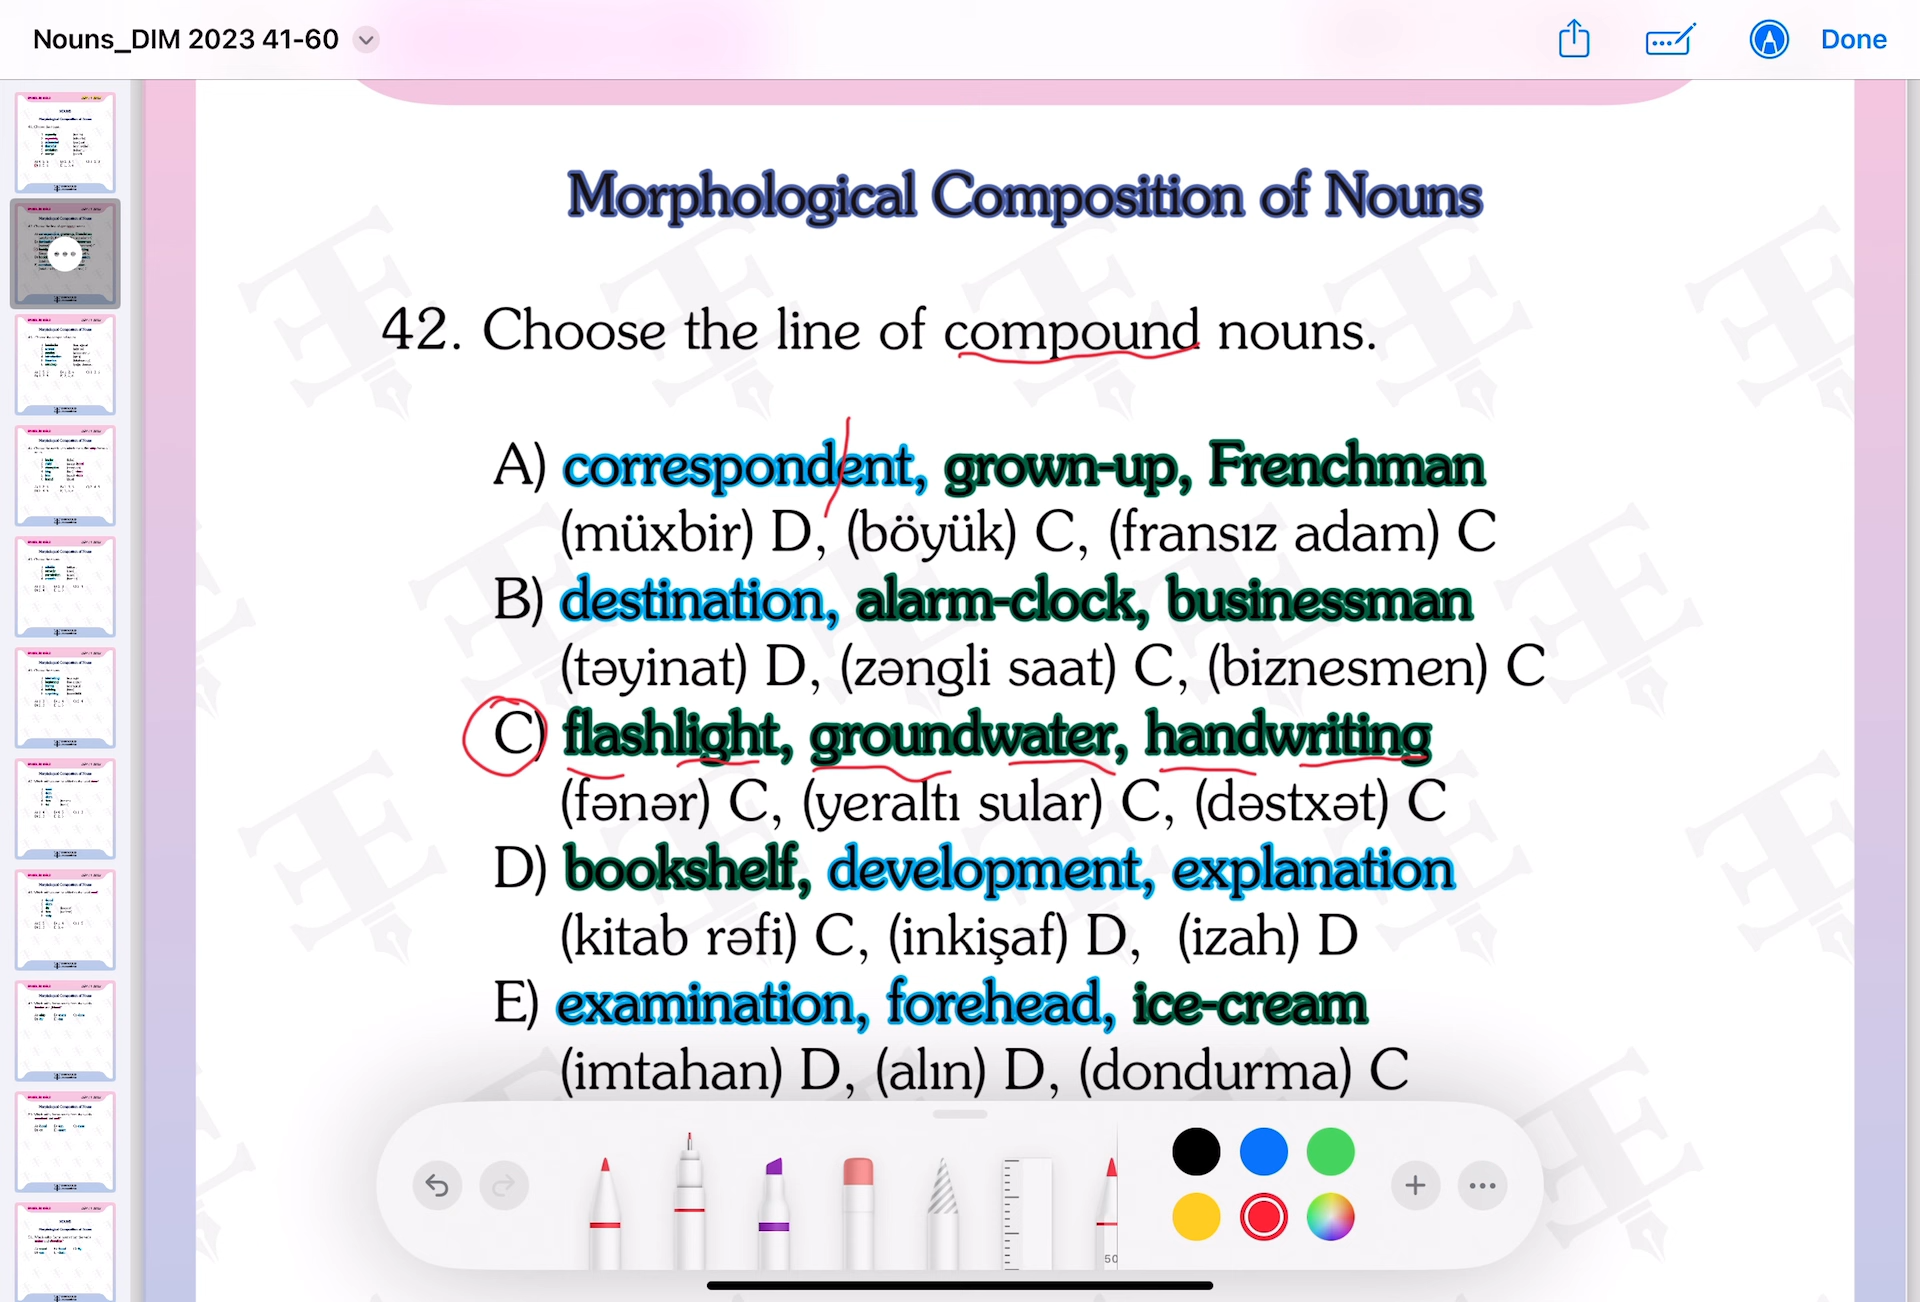 Nouns_DIM 2023 41-60
Done
Morphological Composition of Nouns
42. Choose the line of compound nouns.
A) correspondent, grown-up, Frenchman
(müxbir) D, (böyük) C, (fransız adam) C
B) destination, alarm-clock, businessman
(təyinat) D, (zəngli saat) C, (biznesmen) C
C) flashlight, groundwater, handwriting
(fənər) C, (yeraltı sular) C, (dəstxət) C
D) bookshelf, development, explanation
(kitab rəfi) C, (inkişaf) D, (izah) D
E) examination, forehead, ice-cream
(imtahan) D, (alın) D, (dondurma) C
50